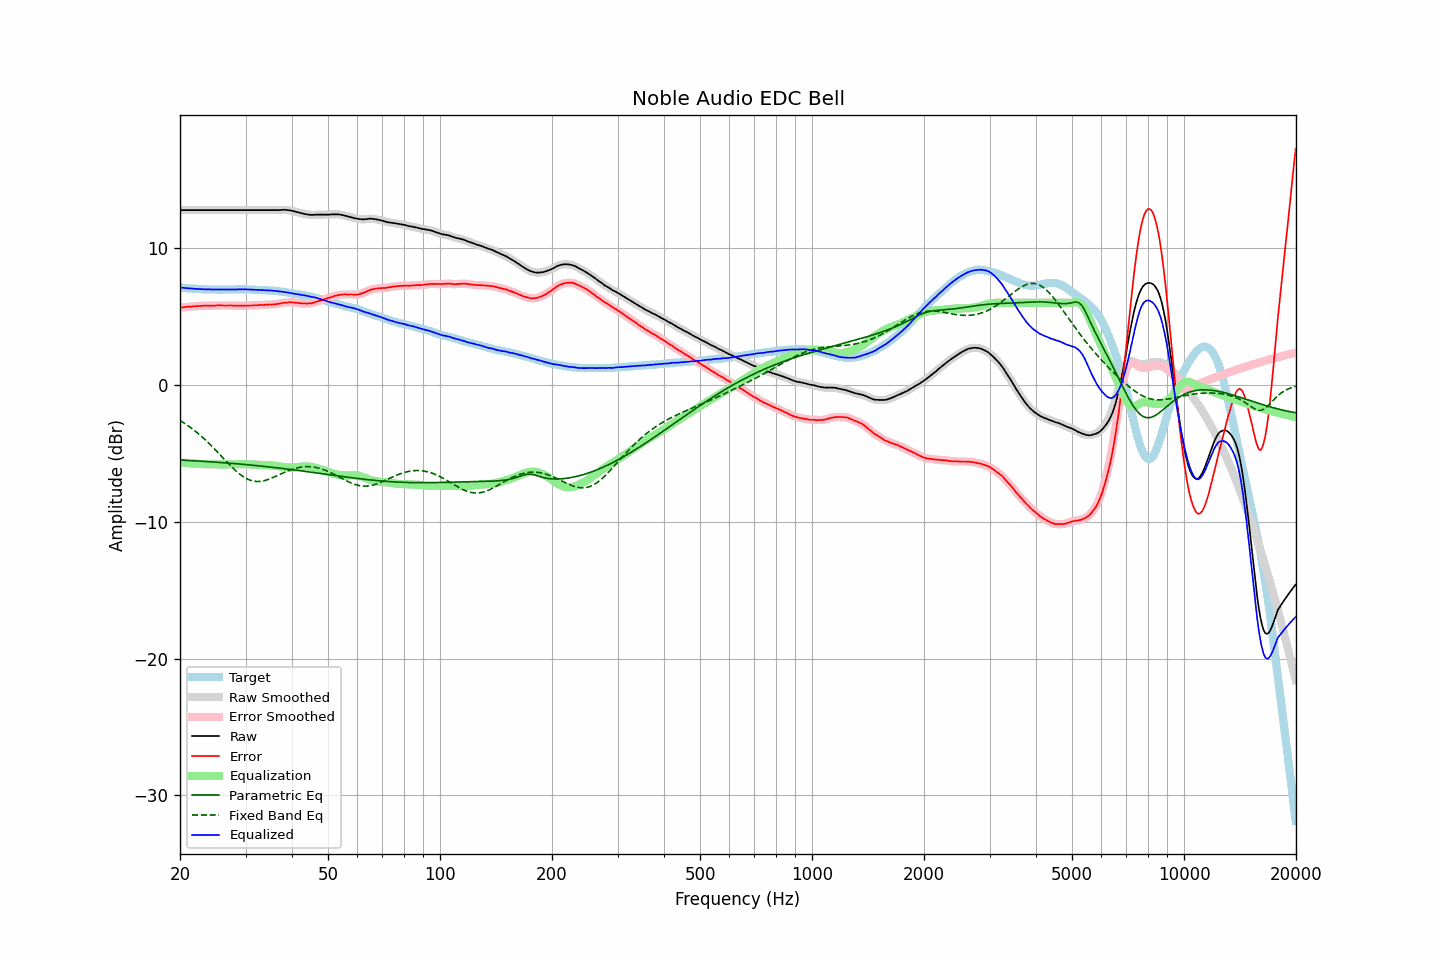 Noble Audio EDC Bell
Amplitude (dBr)
10
0
−10
−20
−30
Target
Raw Smoothed
Error Smoothed
Raw
Error
Equalization
Parametric Eq
Fixed Band Eq
Equalized
20 50 100 200 500 1000 2000 5000 10000 20000
Frequency (Hz)